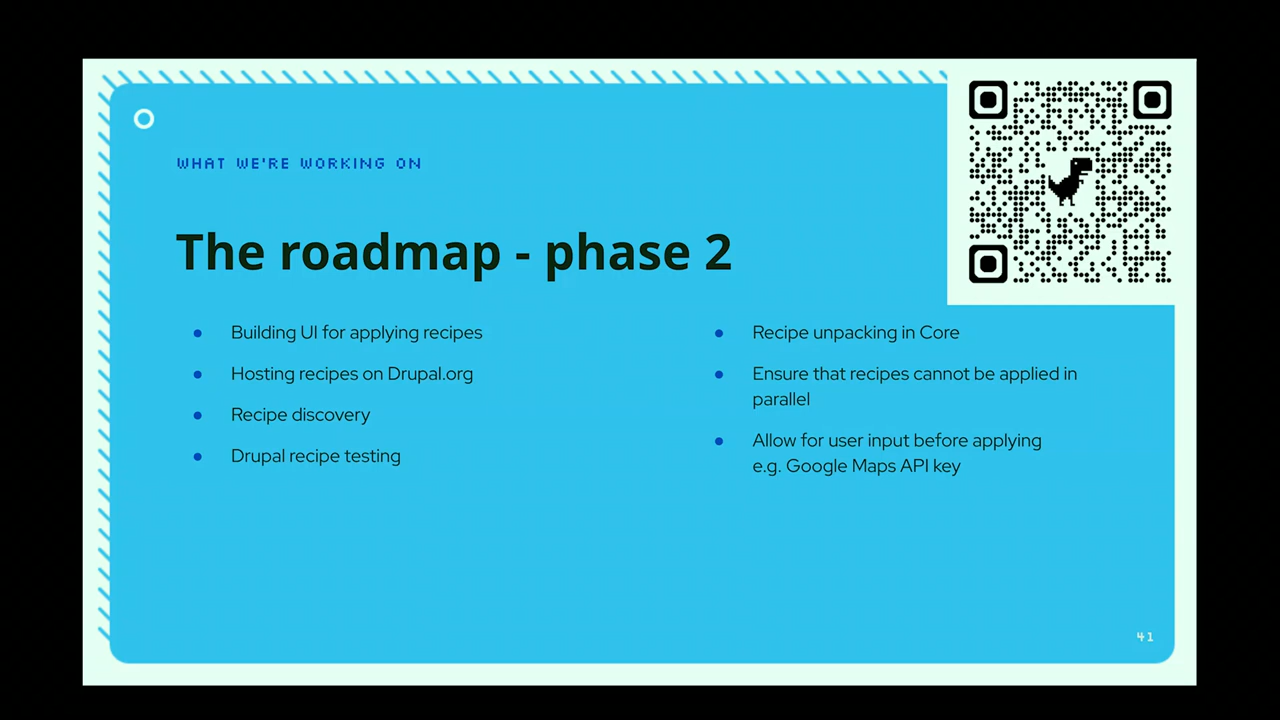 WHAT WE'RE WORKING ON
The roadmap - phase 2
Building UI for applying recipes
Hosting recipes on Drupal.org
Recipe discovery
Drupal recipe testing
Recipe unpacking in Core
Ensure that recipes cannot be applied in
parallel
Allow for user input before applying
e.g. Google Maps API key
41